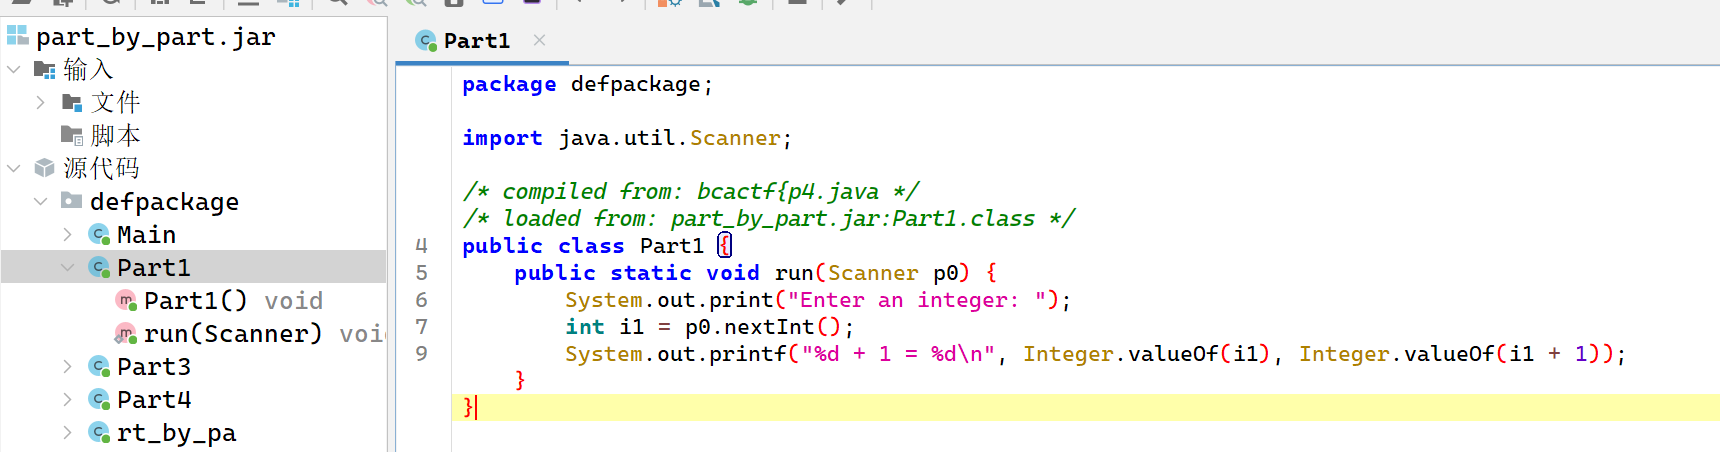 part_by_part.jar
输入
文件
脚本
源代码
defpackage
Main
Part1
Part1() void
run(Scanner) voi
Part3
Part4
rt_by_pa
Part1
package defpackage;
import java.util.Scanner;
/* compiled from: bcactf{p4.java */
/* loaded from: part_by_part.jar:Part1.class */
4 public class Part1 {
5 public static void run(Scanner p0) {
6 System.out.print("Enter an integer: ");
7 int i1 = p0.nextInt();
9 System.out.printf("%d + 1 = %d\n", Integer.valueOf(i1), Integer.valueOf(i1 + 1));
}
}